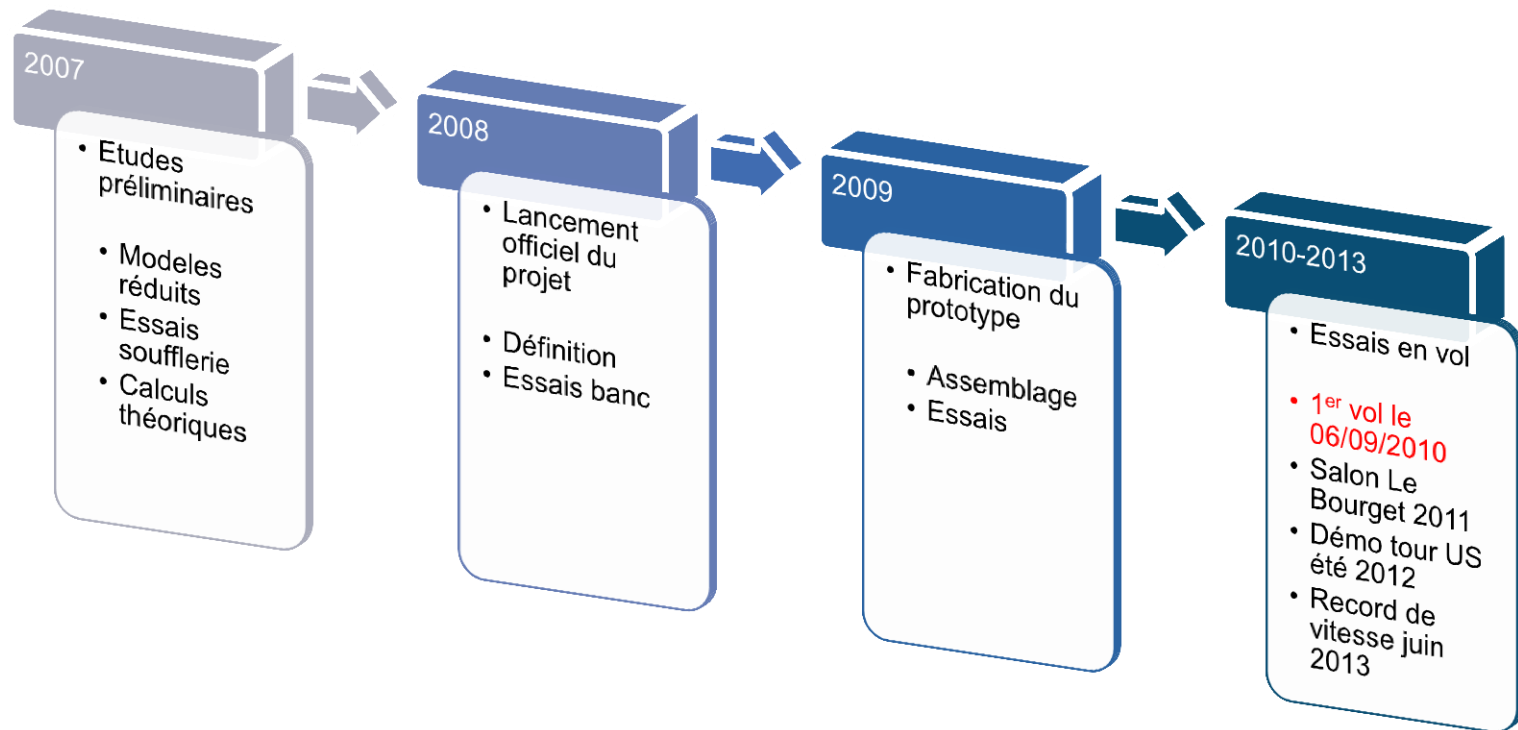 2007
• Etudes
préliminaires
• Modeles
réduits
• Essais
soufflerie
• Calculs
théoriques
2008
• Lancement
officiel du
projet
• Définition
• Essais banc
2009
• Fabrication du
prototype
• Assemblage
• Essais
2010-2013
• Essais en vol
• 1er vol le
06/09/2010
• Salon Le
Bourget 2011
• Démo tour US
été 2012
• Record de
vitesse juin
2013